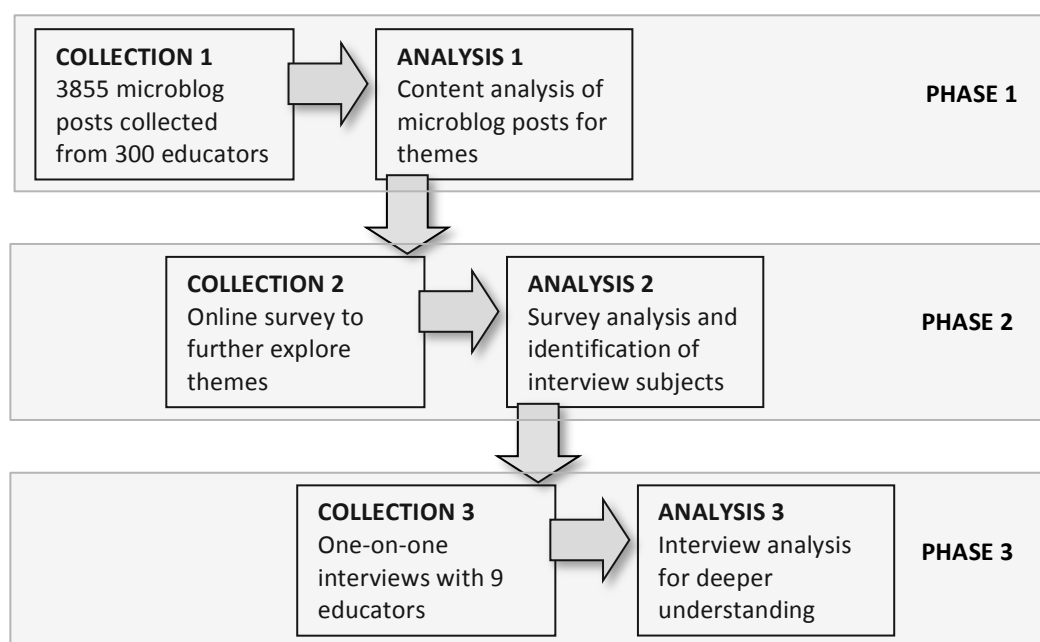 COLLECTION 1
3855 microblog
posts collected
from 300 educators
ANALYSIS 1
Content analysis of
microblog posts for
themes
PHASE 1
COLLECTION 2
Online survey to
further explore
themes
ANALYSIS 2
Survey analysis and
identification of
interview subjects
PHASE 2
COLLECTION 3
One-on-one
interviews with 9
educators
ANALYSIS 3
Interview analysis
for deeper
understanding
PHASE 3